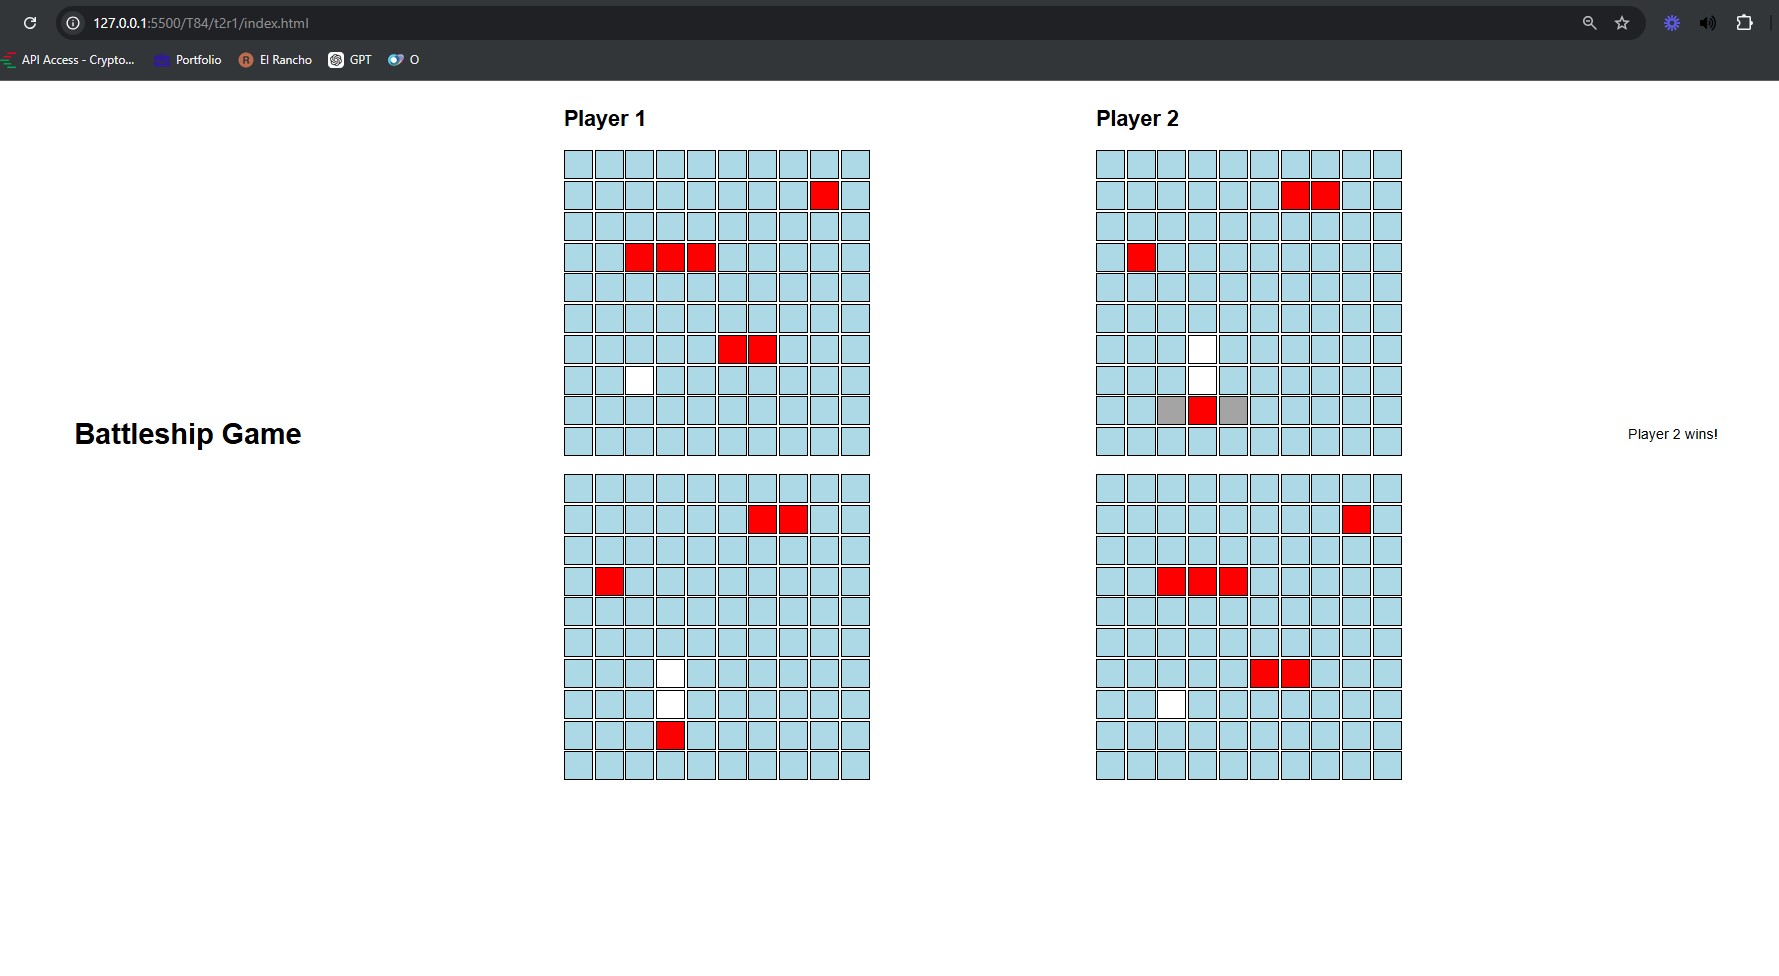 127.0.0.1:5500/T84/t2r1/index.html
API Access - Crypto...
Portfolio
R
El Rancho
GPT
O
Player 1
Player 2
Battleship Game
Player 2 wins!